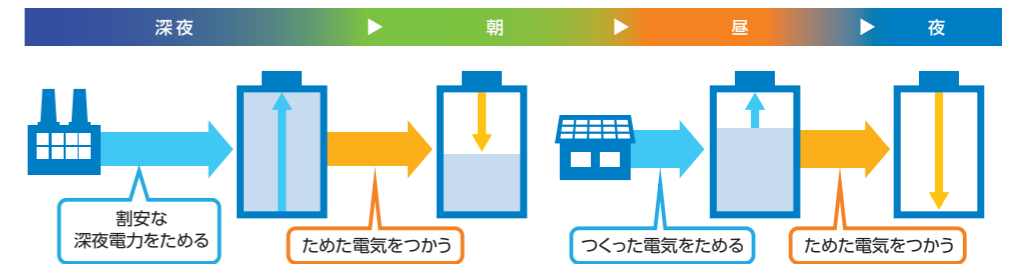 深夜
▶
朝
▶
昼
▶
夜
割安な
深夜電力をためる
ためた電気をつかう
つくった電気をためる
ためた電気をつかう